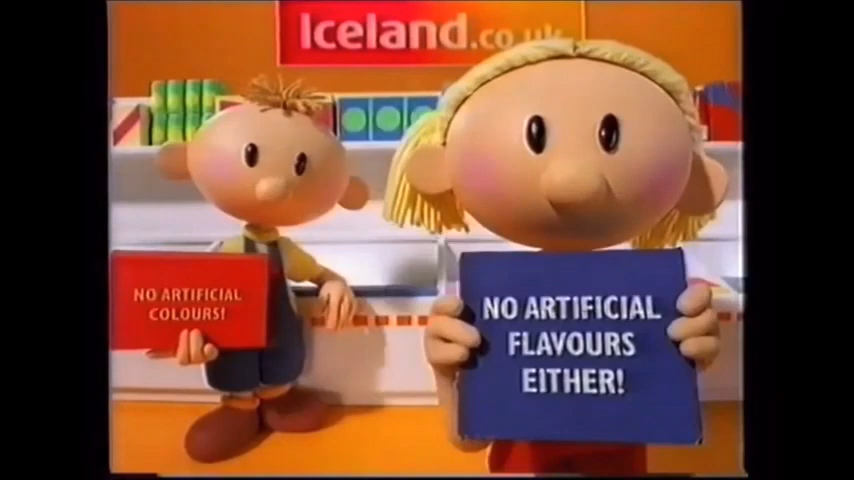 Iceland.co.uk
NO ARTIFICIAL
COLOURS!
NO ARTIFICIAL
FLAVOURS
EITHER!